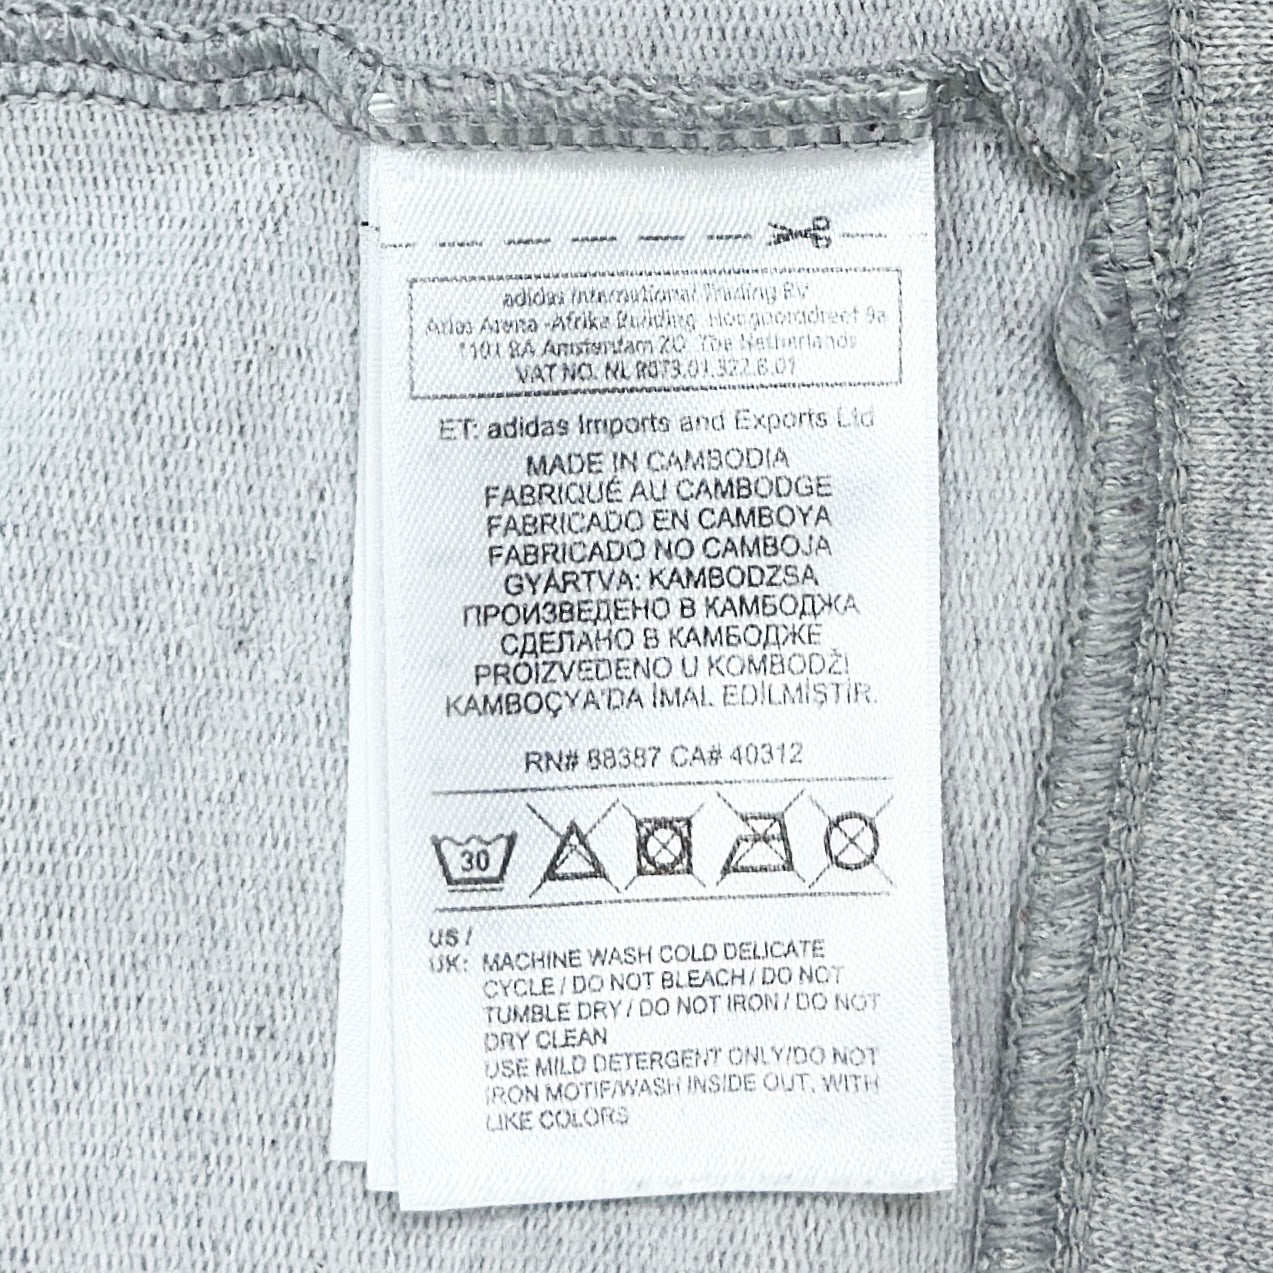 adidas International Trading BV
Atlas Arena -Afrika Building, Hoogoorddreef 9a
1101 BA Amsterdam ZO, The Netherlands
VAT NO. NL 8073.01.322.B.01
ET: adidas Imports and Exports Ltd
MADE IN CAMBODIA
FABRIQUÉ AU CAMBODGE
FABRICADO EN CAMBOYA
FABRICADO NO CAMBOJA
GYÁRTVA: KAMBODZSA
ПРОИЗВЕДЕНО В КАМБОДЖА
СДЕЛАНО В КАМБОДЖЕ
PROIZVEDENO U KOMBODŽI
KAMBOÇYA'DA İMAL EDİLMİŞTİR.
RN# 88387 CA# 40312
30
US /
UK: MACHINE WASH COLD DELICATE
CYCLE / DO NOT BLEACH / DO NOT
TUMBLE DRY / DO NOT IRON / DO NOT
DRY CLEAN
USE MILD DETERGENT ONLY/DO NOT
IRON MOTIF/WASH INSIDE OUT, WITH
LIKE COLORS